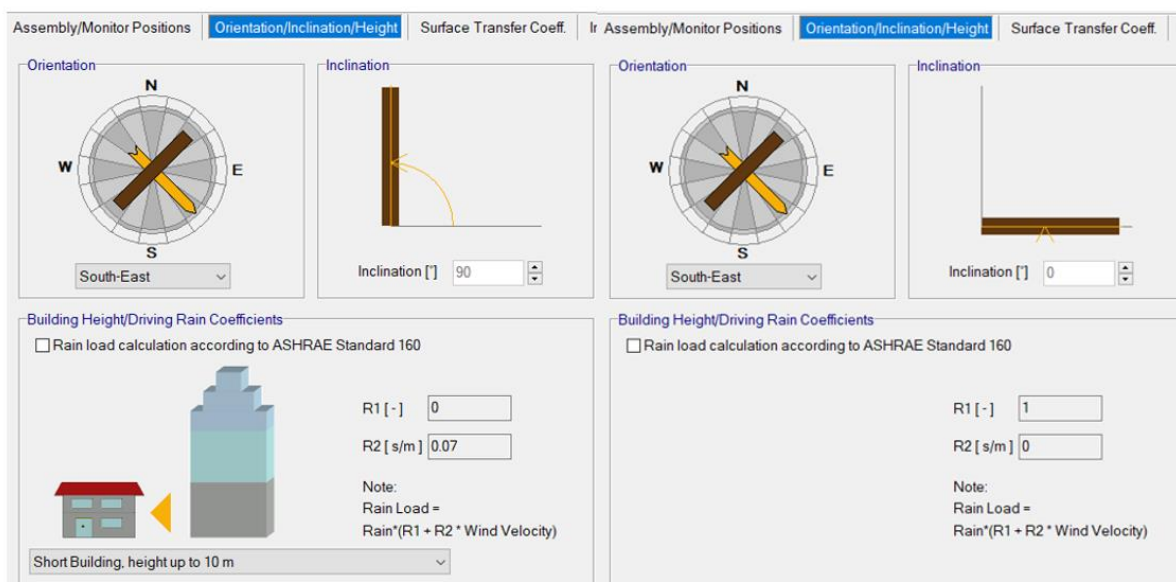 Assembly/Monitor Positions
Orientation/Inclination/Height
Surface Transfer Coeff.
Orientation
N
W
E
S
South-East
Inclination
Inclination [°]
90
Building Height/Driving Rain Coefficients
Rain load calculation according to ASHRAE Standard 160
R1 [ - ]
0
R2 [ s/m ]
0.07
Note:
Rain Load =
Rain*(R1 + R2 * Wind Velocity)
Short Building, height up to 10 m
Assembly/Monitor Positions
Orientation/Inclination/Height
Surface Transfer Coeff.
Orientation
N
W
E
S
South-East
Inclination
Inclination [°]
0
Building Height/Driving Rain Coefficients
Rain load calculation according to ASHRAE Standard 160
R1 [ - ]
1
R2 [ s/m ]
0
Note:
Rain Load =
Rain*(R1 + R2 * Wind Velocity)